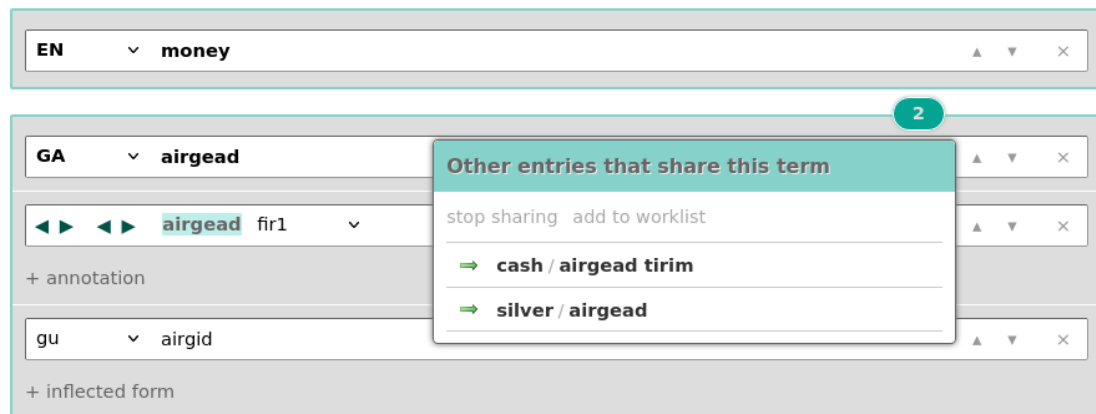 EN money
2
GA airgead
Other entries that share this term
stop sharing add to worklist
airgead fir1
cash / airgead tirim
+ annotation
silver / airgead
gu airgid
+ inflected form